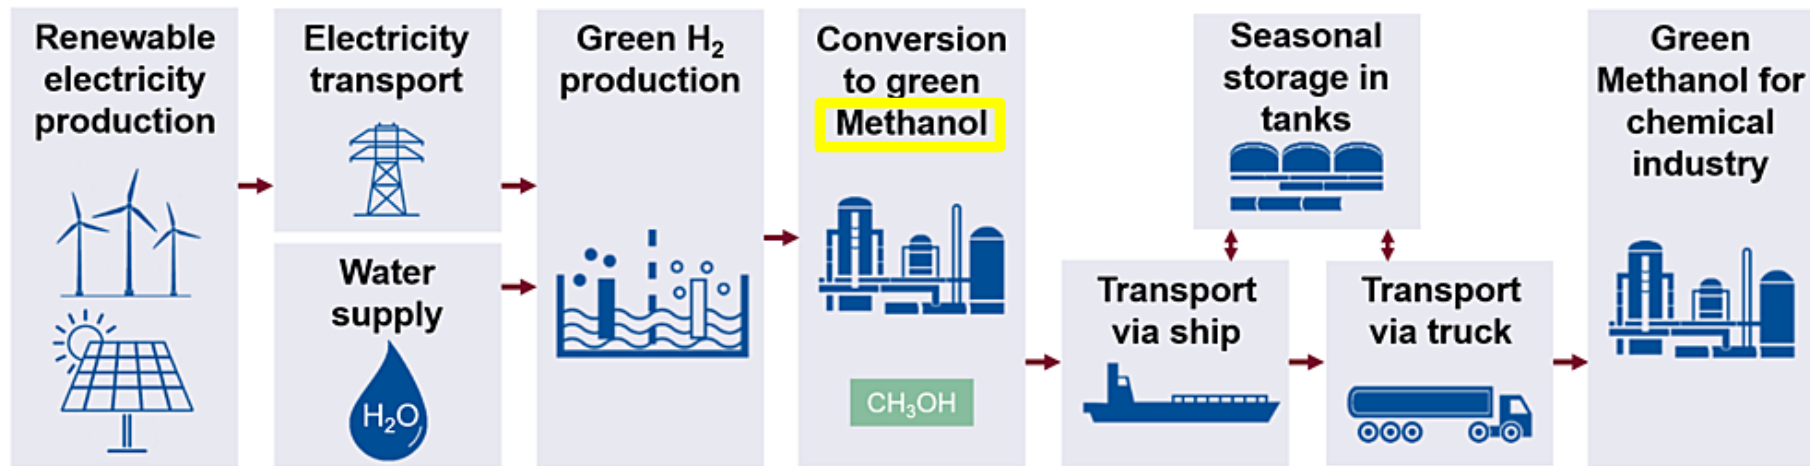 Renewable
electricity
production
Electricity
transport
Water
supply
H₂O
Green H₂
production
Conversion
to green
Methanol
CH₃OH
Seasonal
storage in
tanks
Transport
via ship
Transport
via truck
Green
Methanol for
chemical
industry